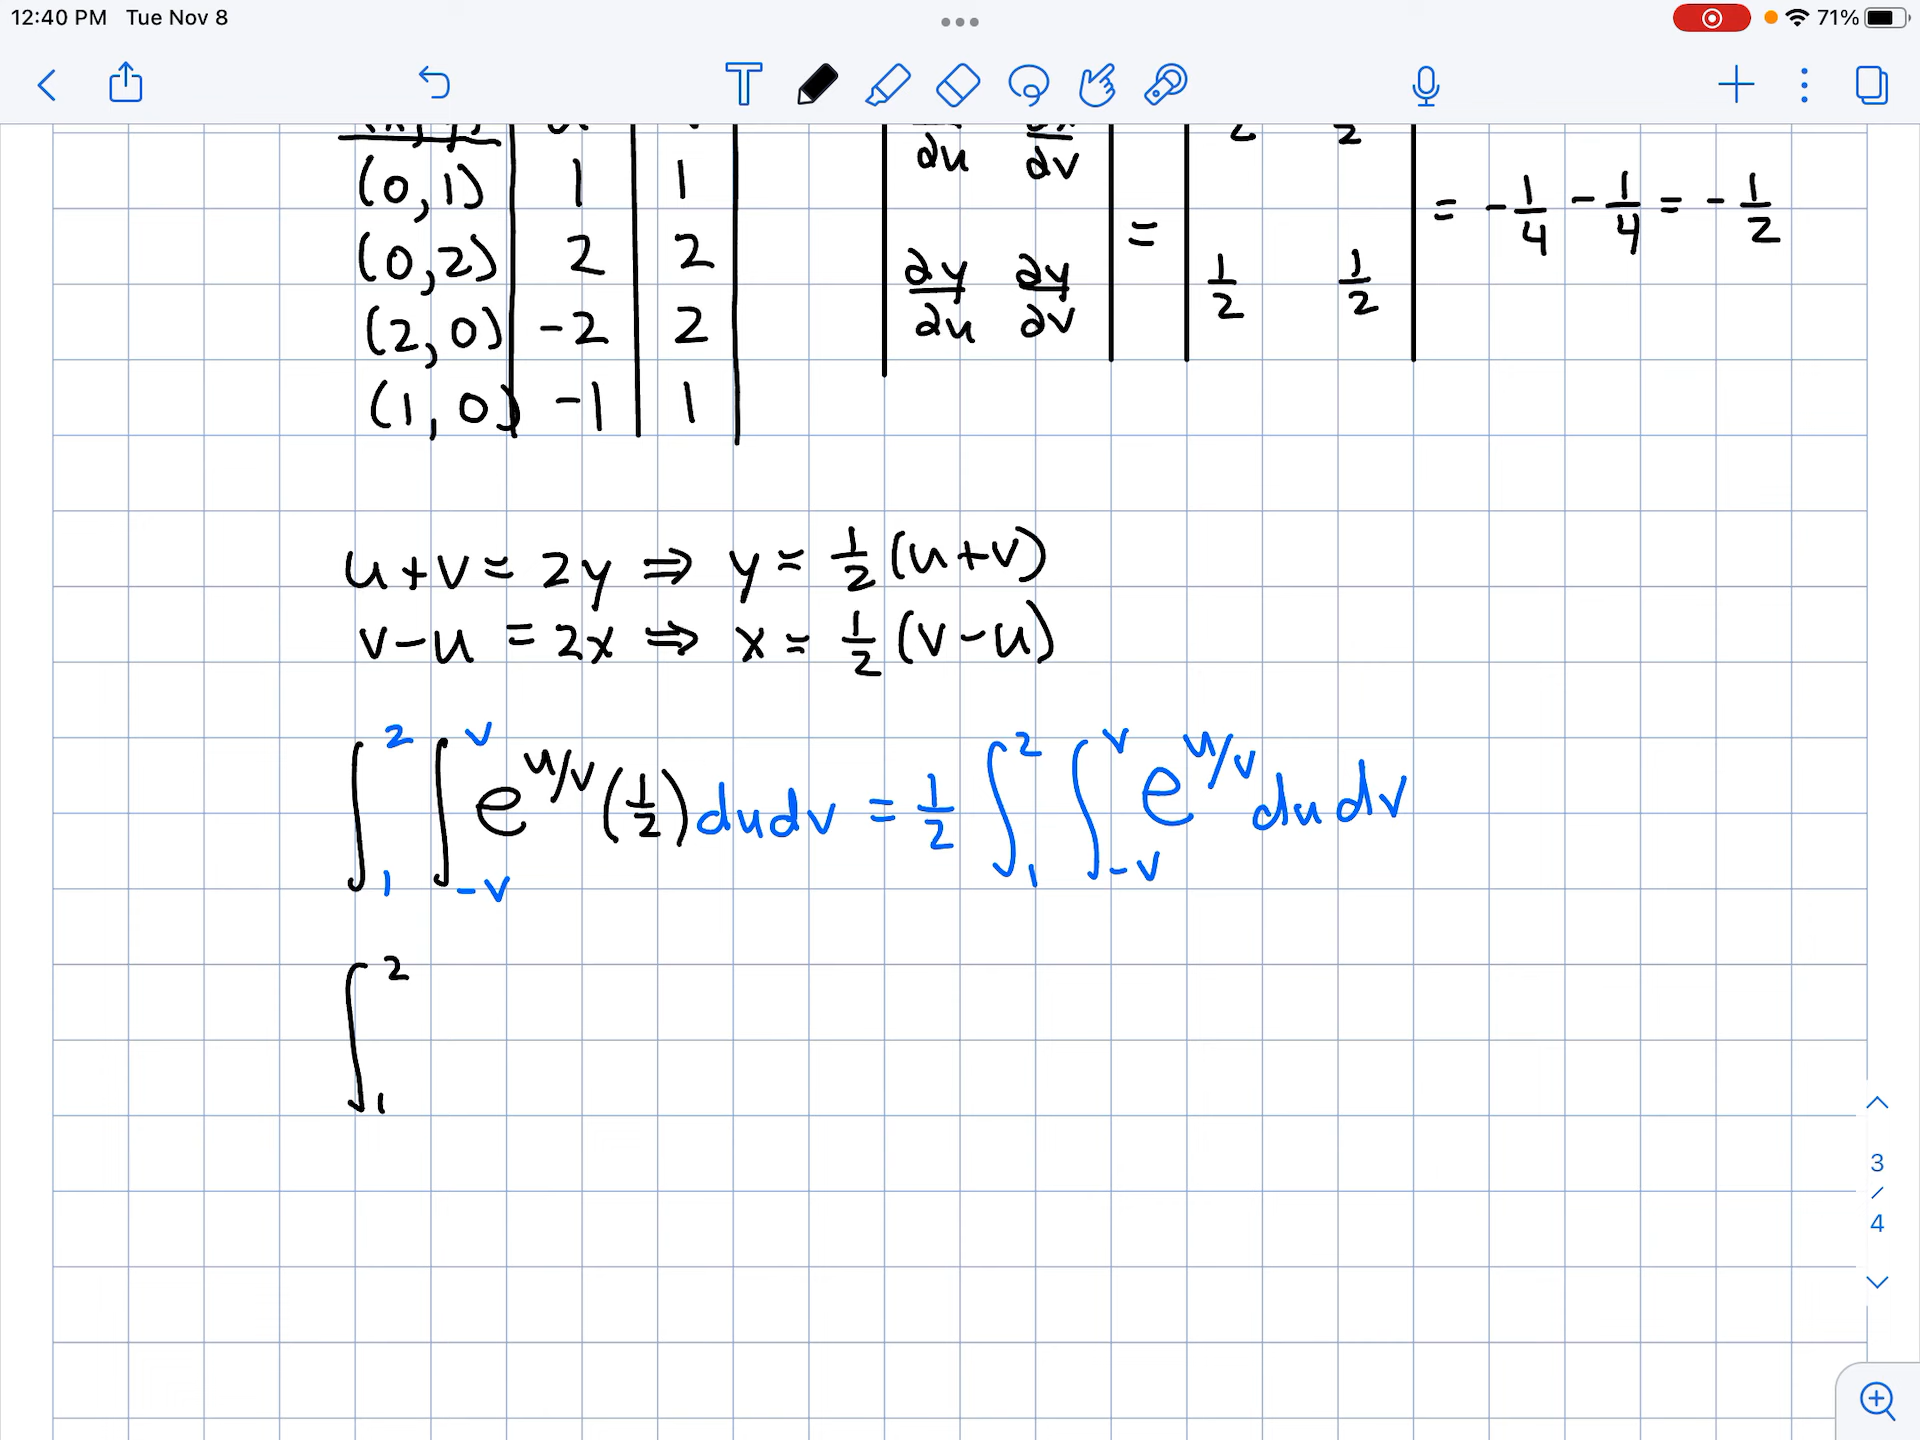 12:40 PM Tue Nov 8 71%
(0,1) 1 1
(0,2) 2 2
(2,0) -2 2
(1,0) -1 1
∂u ∂v
∂y/∂u ∂y/∂v = 1/2 1/2 = -1/4 - 1/4 = -1/2
u+v = 2y ⇒ y = 1/2 (u+v)
v-u = 2x ⇒ x = 1/2 (v-u)
∫₁² ∫₋ᵥᵛ e^(u/v) (1/2) du dv = 1/2 ∫₁² ∫₋ᵥᵛ e^(u/v) du dv
∫₁²
3
/
4